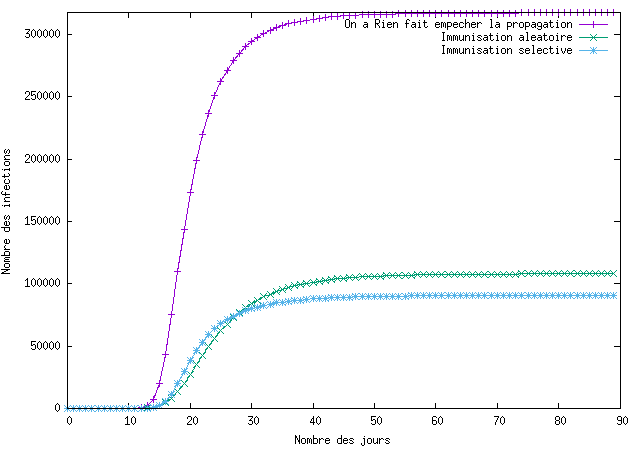 On a Rien fait empecher la propagation
Immunisation aleatoire
Immunisation selective
300000
250000
200000
150000
100000
50000
0
0 10 20 30 40 50 60 70 80 90
Nombre des infections
Nombre des jours